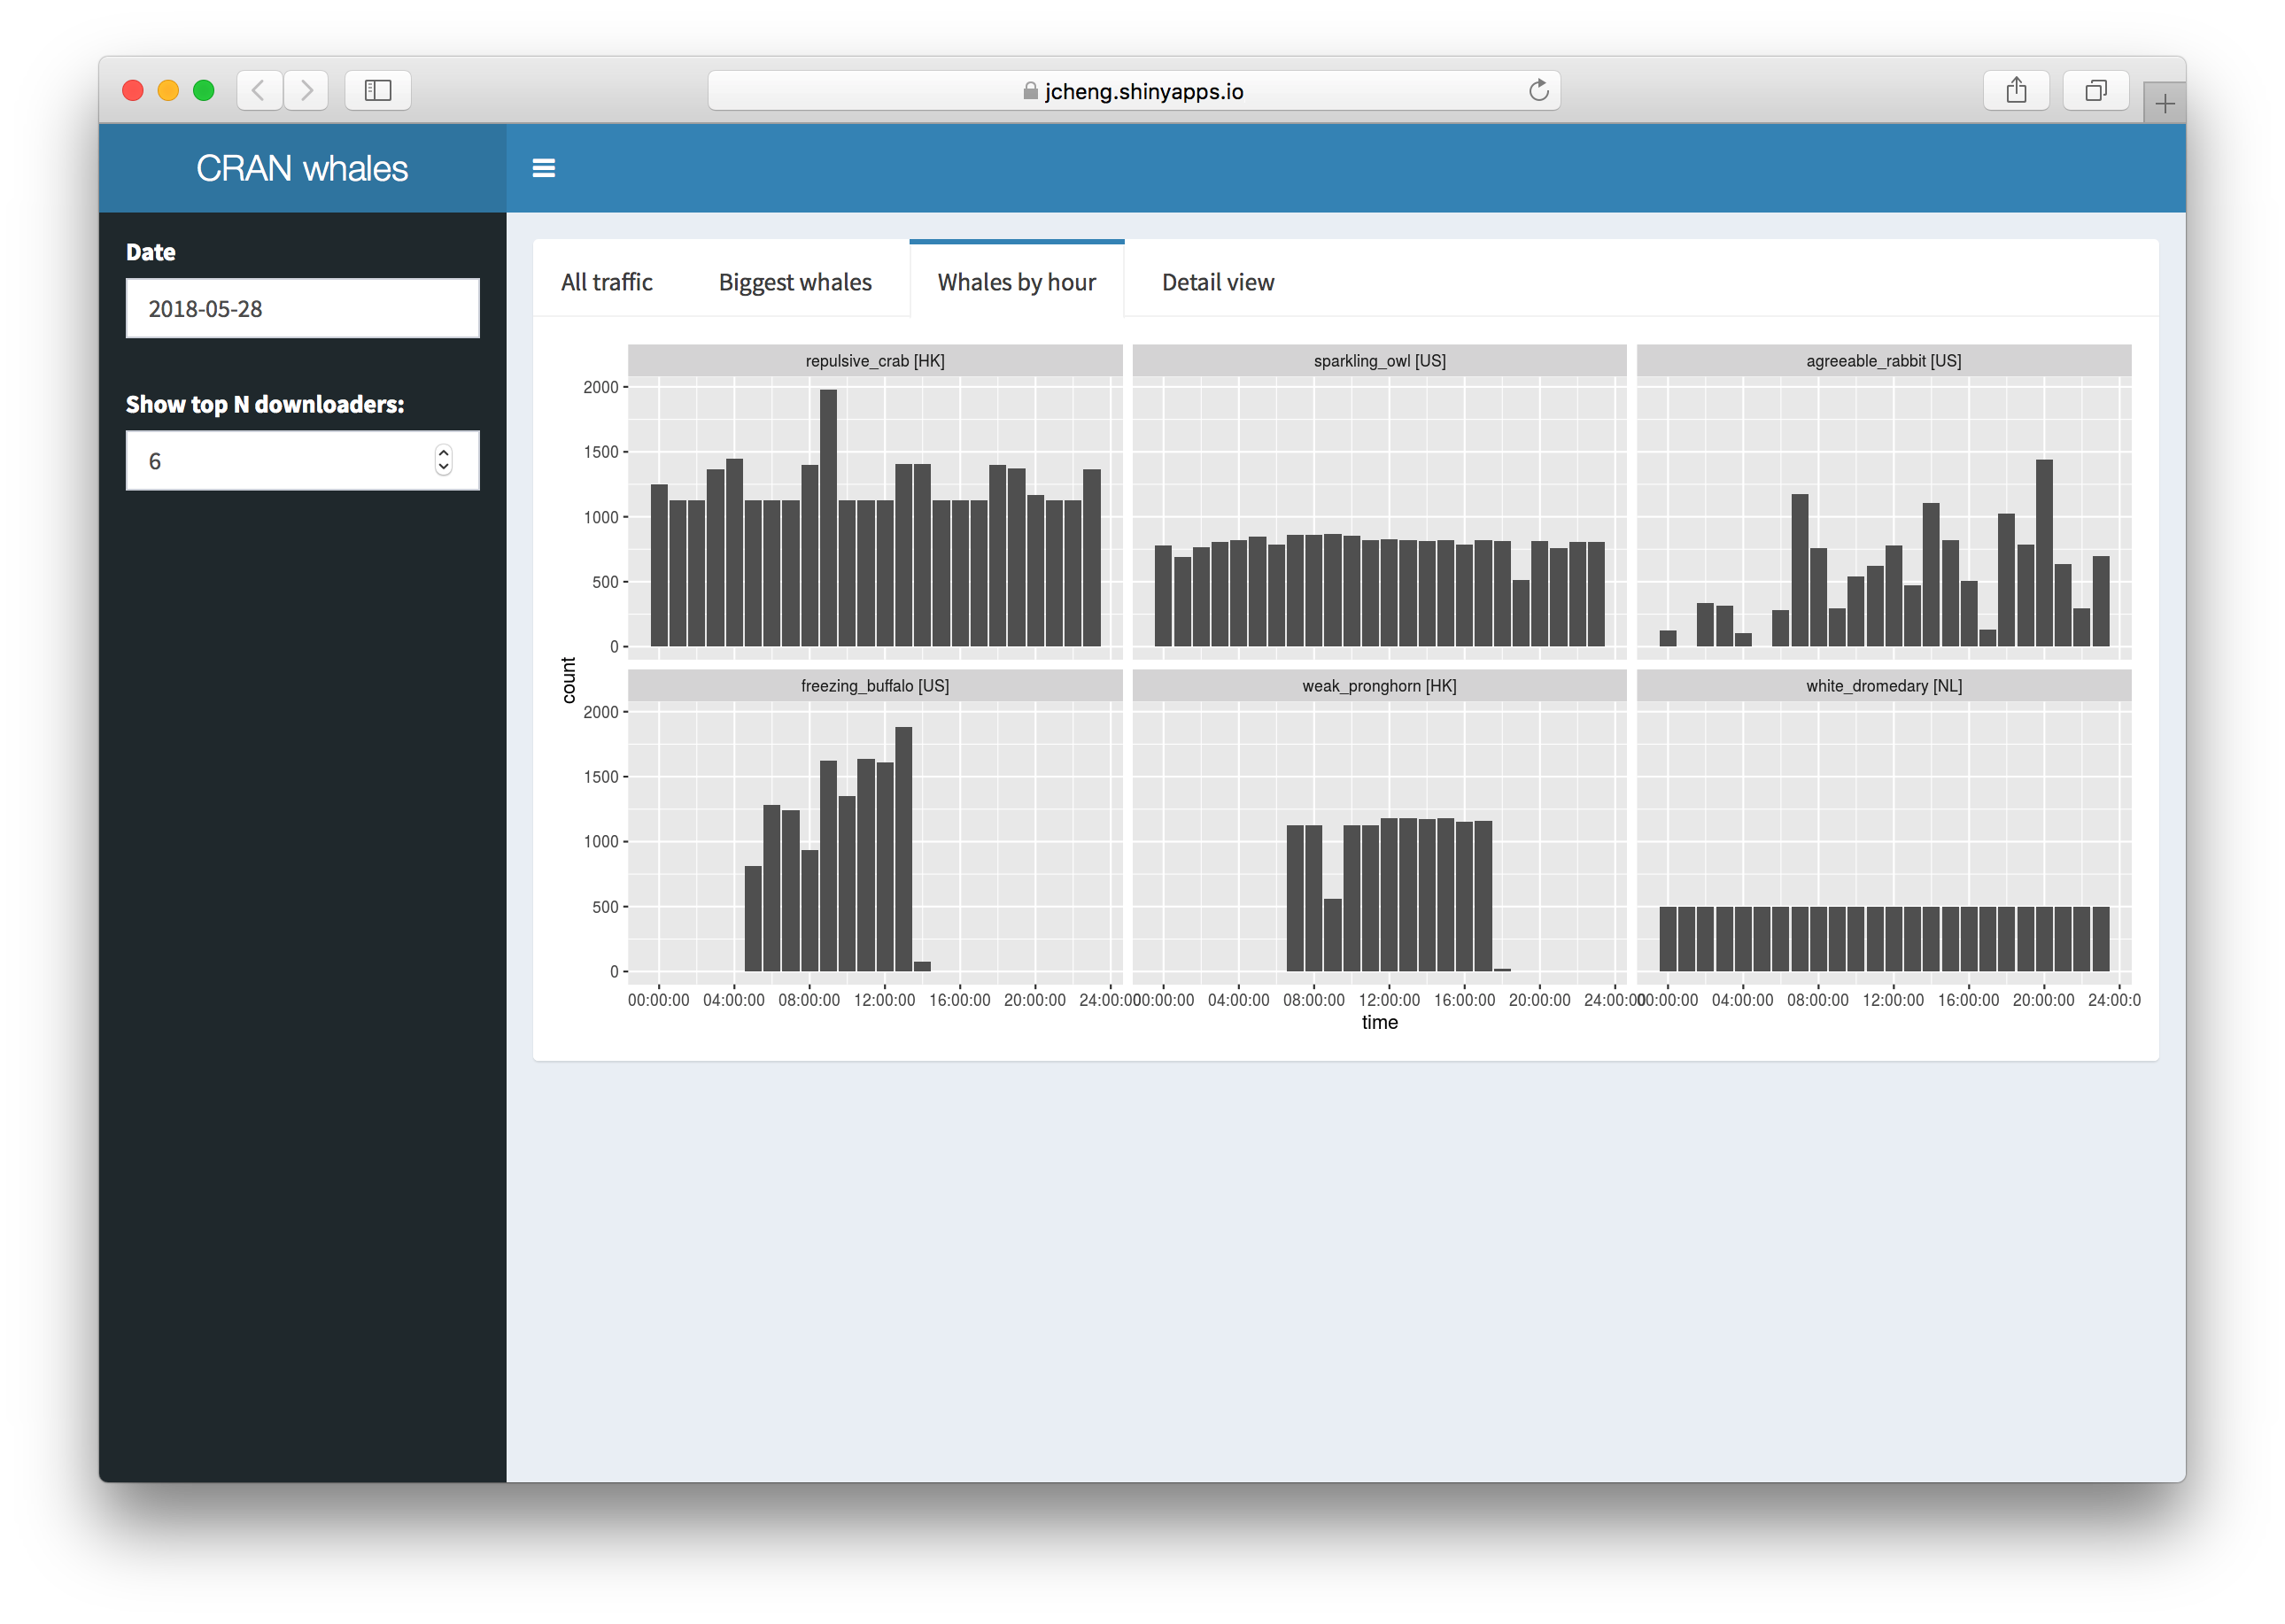 jcheng.shinyapps.io
CRAN whales
Date
2018-05-28
Show top N downloaders:
6
All traffic Biggest whales Whales by hour Detail view
repulsive_crab [HK] sparkling_owl [US] agreeable_rabbit [US]
2000
1500
1000
500
0
count
freezing_buffalo [US] weak_pronghorn [HK] white_dromedary [NL]
2000
1500
1000
500
0
00:00:00 04:00:00 08:00:00 12:00:00 16:00:00 20:00:00 24:00:00 00:00:00 04:00:00 08:00:00 12:00:00 16:00:00 20:00:00 24:00:00 00:00:00 04:00:00 08:00:00 12:00:00 16:00:00 20:00:00 24:00:0
time